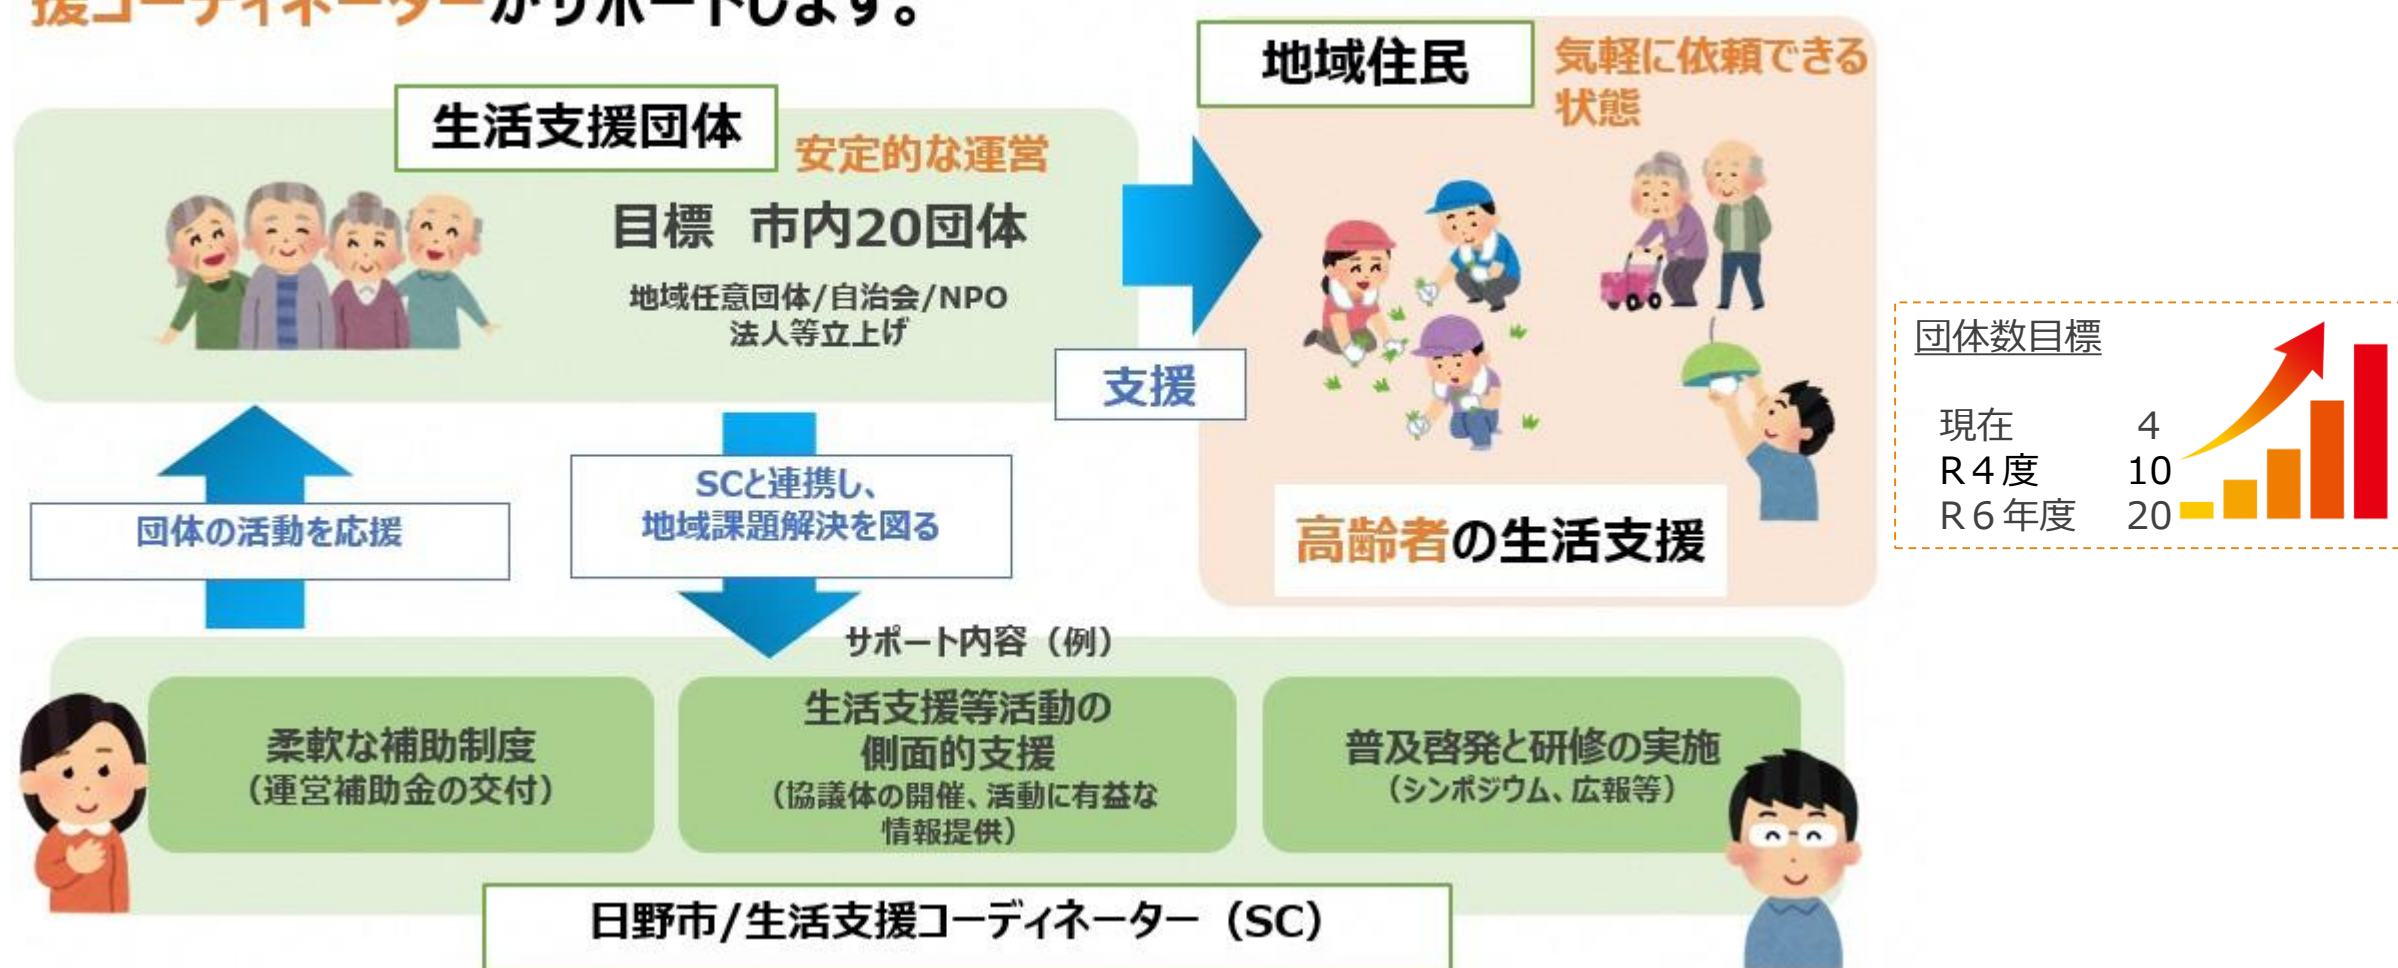 援コーディネーターがサポートします。
生活支援団体
安定的な運営
目標 市内20団体
地域任意団体/自治会/NPO
法人等立上げ
地域住民
気軽に依頼できる
状態
支援
高齢者の生活支援
団体の活動を応援
SCと連携し、
地域課題解決を図る
サポート内容（例）
柔軟な補助制度
（運営補助金の交付）
生活支援等活動の
側面的支援
（協議体の開催、活動に有益な
情報提供）
普及啓発と研修の実施
（シンポジウム、広報等）
日野市/生活支援コーディネーター（SC）
団体数目標
現在 4
R４度 10
R６年度 20